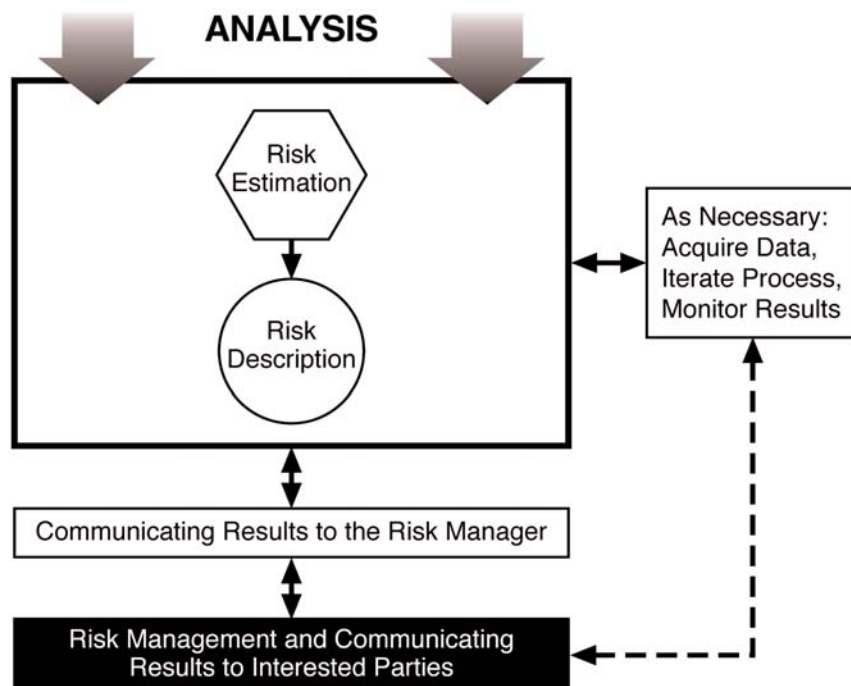 ANALYSIS
Risk
Estimation
Risk
Description
As Necessary:
Acquire Data,
Iterate Process,
Monitor Results
Communicating Results to the Risk Manager
Risk Management and Communicating
Results to Interested Parties